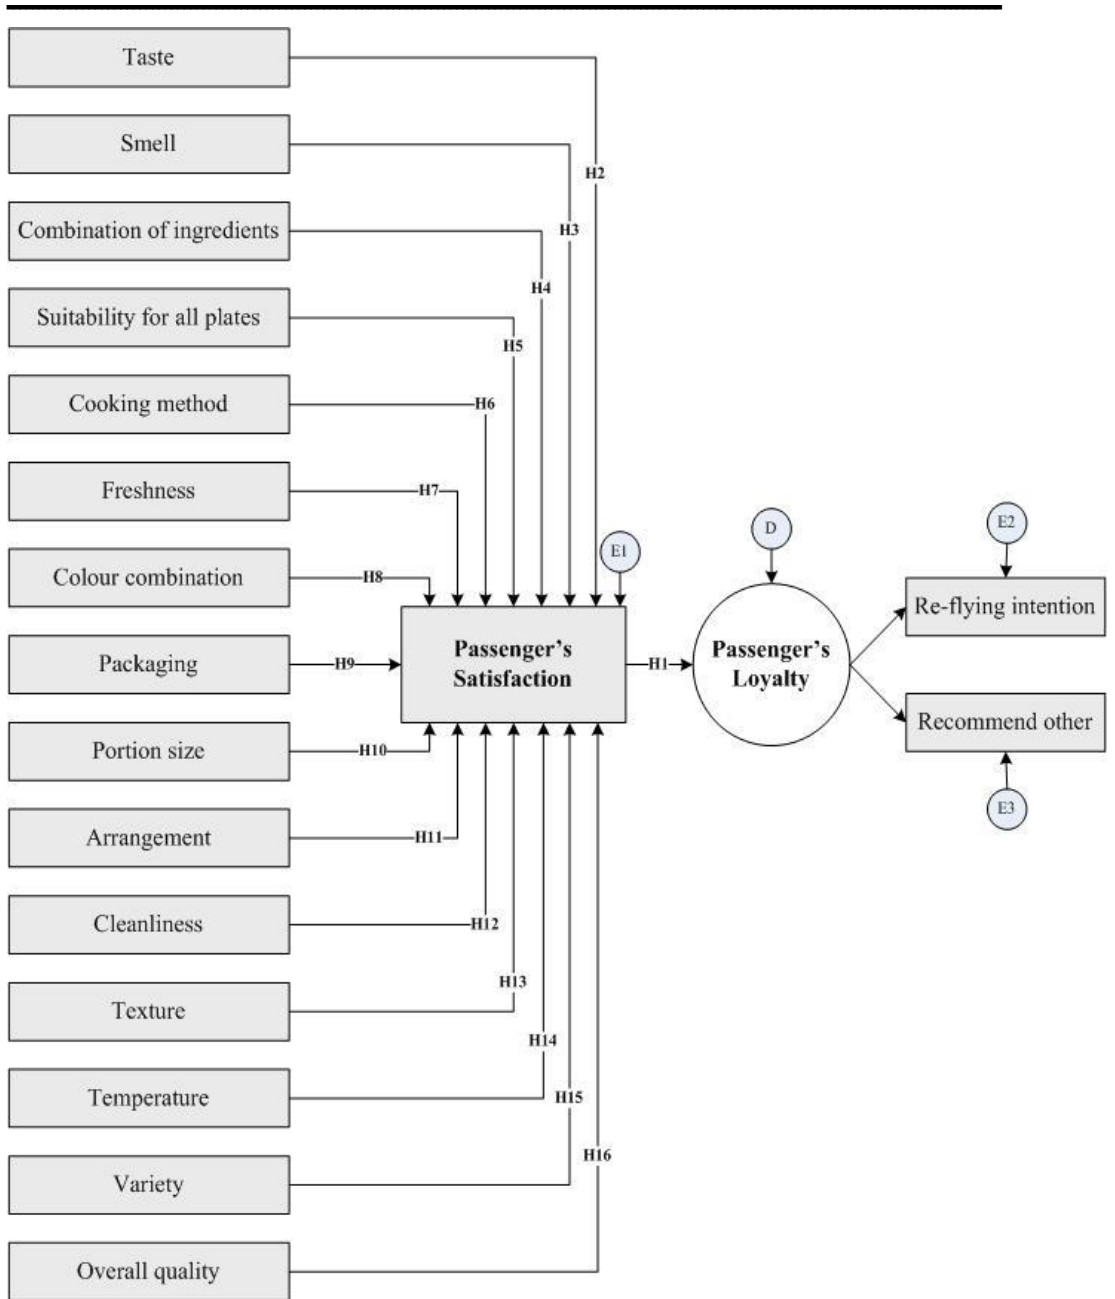 Taste
Smell
H2
Combination of ingredients
H3
H4
Suitability for all plates
H5
Cooking method
H6
Freshness
H7
D
E2
E1
Colour combination
H8
Re-flying intention
Packaging
H9
Passenger’s
Satisfaction
H1
Passenger’s
Loyalty
Recommend other
Portion size
H10
E3
Arrangement
H11
Cleanliness
H12
H13
Texture
H14
Temperature
H15
H16
Variety
Overall quality